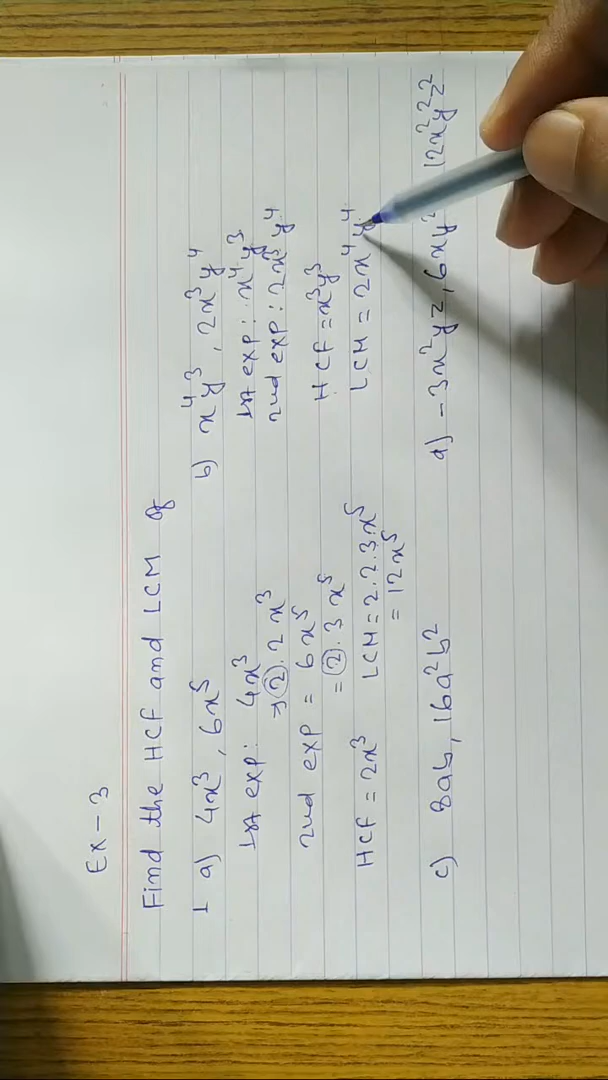 Ex - 3
Find the HCF and LCM of
1 a) 4x³ , 6x⁵
1st exp: 4x³
→ 2.2x³
2nd exp = 6x⁵
= 2.3x⁵
HCF = 2x³ LCM = 2.2.3x⁵
= 12x⁵
b) x⁴y³ , 2x³y⁴
1st exp: x⁴y³
2nd exp: 2x³y⁴
HCF = x³y³
LCM = 2x⁴y⁴
c) 8ab, 16a²b²
a) -3x²yz, 6xy² 12x²y²z²